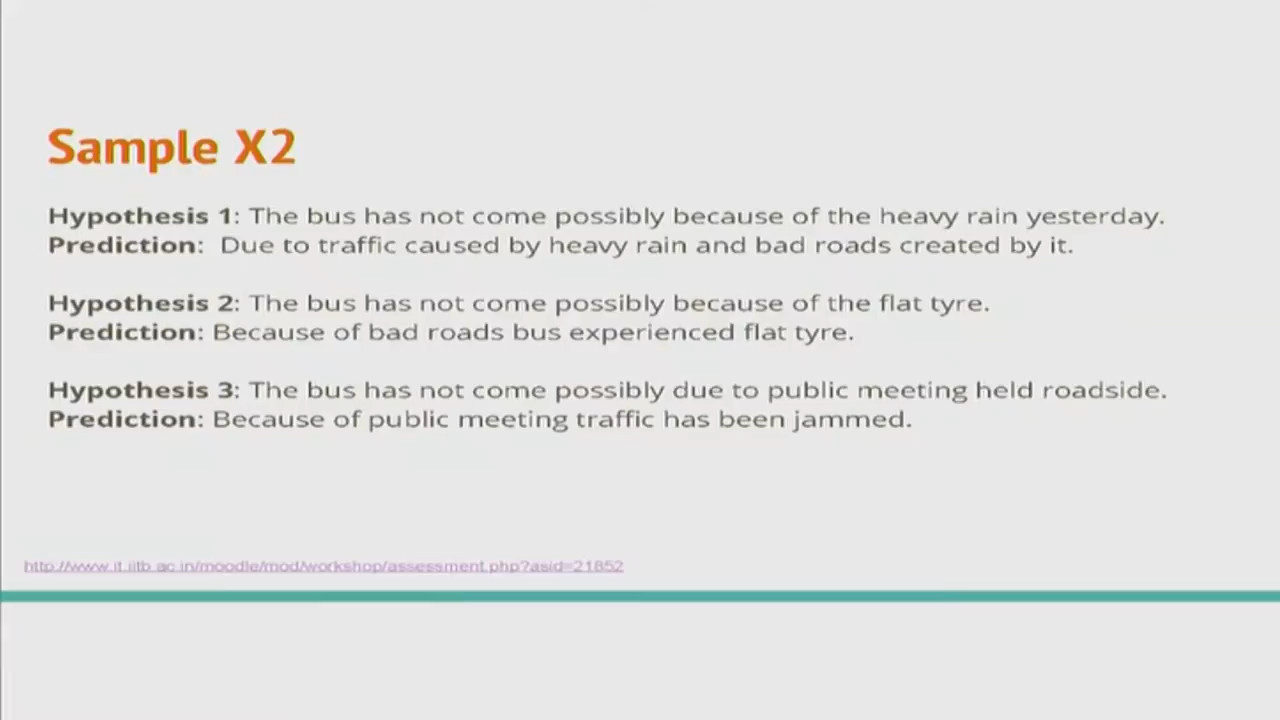 Sample X2
Hypothesis 1: The bus has not come possibly because of the heavy rain yesterday.
Prediction: Due to traffic caused by heavy rain and bad roads created by it.
Hypothesis 2: The bus has not come possibly because of the flat tyre.
Prediction: Because of bad roads bus experienced flat tyre.
Hypothesis 3: The bus has not come possibly due to public meeting held roadside.
Prediction: Because of public meeting traffic has been jammed.
http://www.it.iitb.ac.in/moodle/mod/workshop/assessment.php?asid=21852